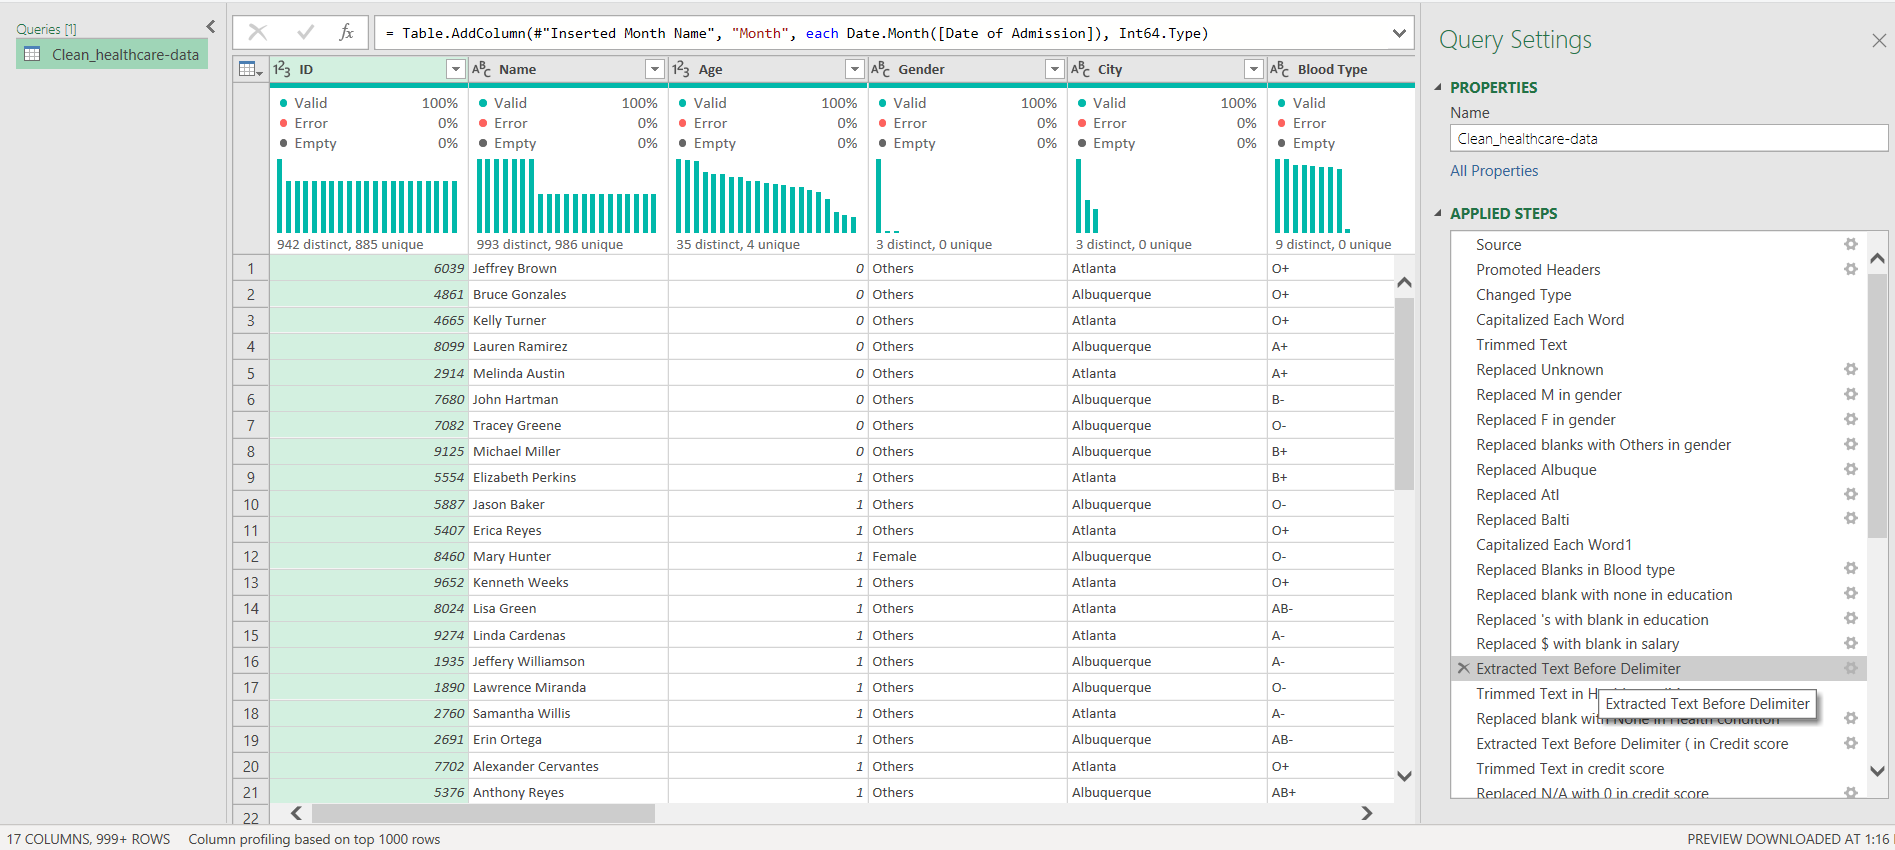 Queries [1]
Clean_healthcare-data
fx
= Table.AddColumn(#"Inserted Month Name", "Month", each Date.Month([Date of Admission]), Int64.Type)
123 ID ABC Name 123 Age ABC Gender ABC City ABC Blood Type
Valid 100% Valid 100% Valid 100% Valid 100% Valid 100% Valid
Error 0% Error 0% Error 0% Error 0% Error 0% Error
Empty 0% Empty 0% Empty 0% Empty 0% Empty 0% Empty
942 distinct, 885 unique 993 distinct, 986 unique 35 distinct, 4 unique 3 distinct, 0 unique 3 distinct, 0 unique 9 distinct, 0 unique
1 6039 Jeffrey Brown 0 Others Atlanta O+
2 4861 Bruce Gonzales 0 Others Albuquerque O+
3 4665 Kelly Turner 0 Others Atlanta O+
4 8099 Lauren Ramirez 0 Others Albuquerque A+
5 2914 Melinda Austin 0 Others Atlanta A+
6 7680 John Hartman 0 Others Albuquerque B-
7 7082 Tracey Greene 0 Others Albuquerque O-
8 9125 Michael Miller 0 Others Albuquerque B+
9 5554 Elizabeth Perkins 1 Others Atlanta B+
10 5887 Jason Baker 1 Others Albuquerque O-
11 5407 Erica Reyes 1 Others Atlanta O+
12 8460 Mary Hunter 1 Female Albuquerque O-
13 9652 Kenneth Weeks 1 Others Atlanta O+
14 8024 Lisa Green 1 Others Atlanta AB-
15 9274 Linda Cardenas 1 Others Atlanta A-
16 1935 Jeffery Williamson 1 Others Albuquerque A-
17 1890 Lawrence Miranda 1 Others Albuquerque O-
18 2760 Samantha Willis 1 Others Atlanta A-
19 2691 Erin Ortega 1 Others Albuquerque AB-
20 7702 Alexander Cervantes 1 Others Atlanta O+
21 5376 Anthony Reyes 1 Others Albuquerque AB+
22
Query Settings
PROPERTIES
Name
Clean_healthcare-data
All Properties
APPLIED STEPS
Source
Promoted Headers
Changed Type
Capitalized Each Word
Trimmed Text
Replaced Unknown
Replaced M in gender
Replaced F in gender
Replaced blanks with Others in gender
Replaced Albuque
Replaced Atl
Replaced Balti
Capitalized Each Word1
Replaced Blanks in Blood type
Replaced blank with none in education
Replaced 's with blank in education
Replaced $ with blank in salary
Extracted Text Before Delimiter
Trimmed Text in
Extracted Text Before Delimiter
Replaced blank with None in Health condition
Extracted Text Before Delimiter ( in Credit score
Trimmed Text in credit score
Replaced N/A with 0 in credit score
17 COLUMNS, 999+ ROWS Column profiling based on top 1000 rows
PREVIEW DOWNLOADED AT 1:16